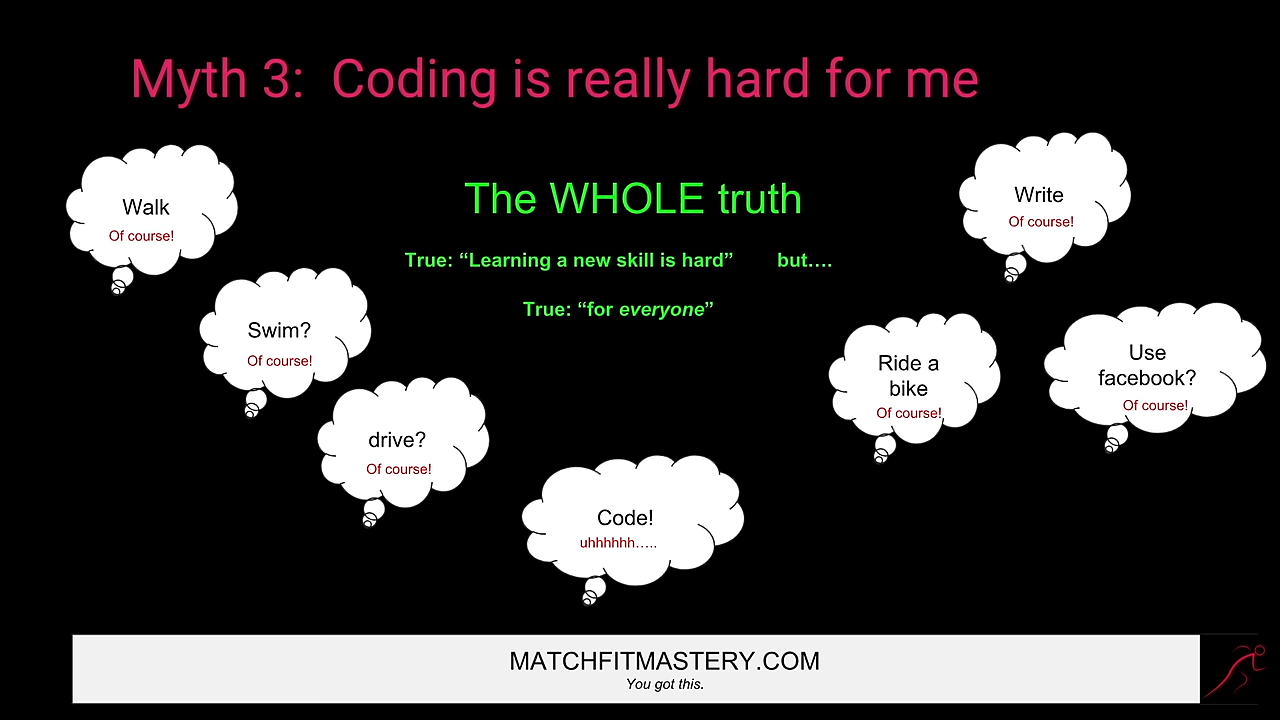 Myth 3:  Coding is really hard for me
The WHOLE truth
True: “Learning a new skill is hard” but....
True: “for everyone”
Walk
Of course!
Swim?
Of course!
drive?
Of course!
Code!
uhhhhhh.....
Ride a
bike
Of course!
Write
Of course!
Use
facebook?
Of course!
MATCHFITMASTERY.COM
You got this.